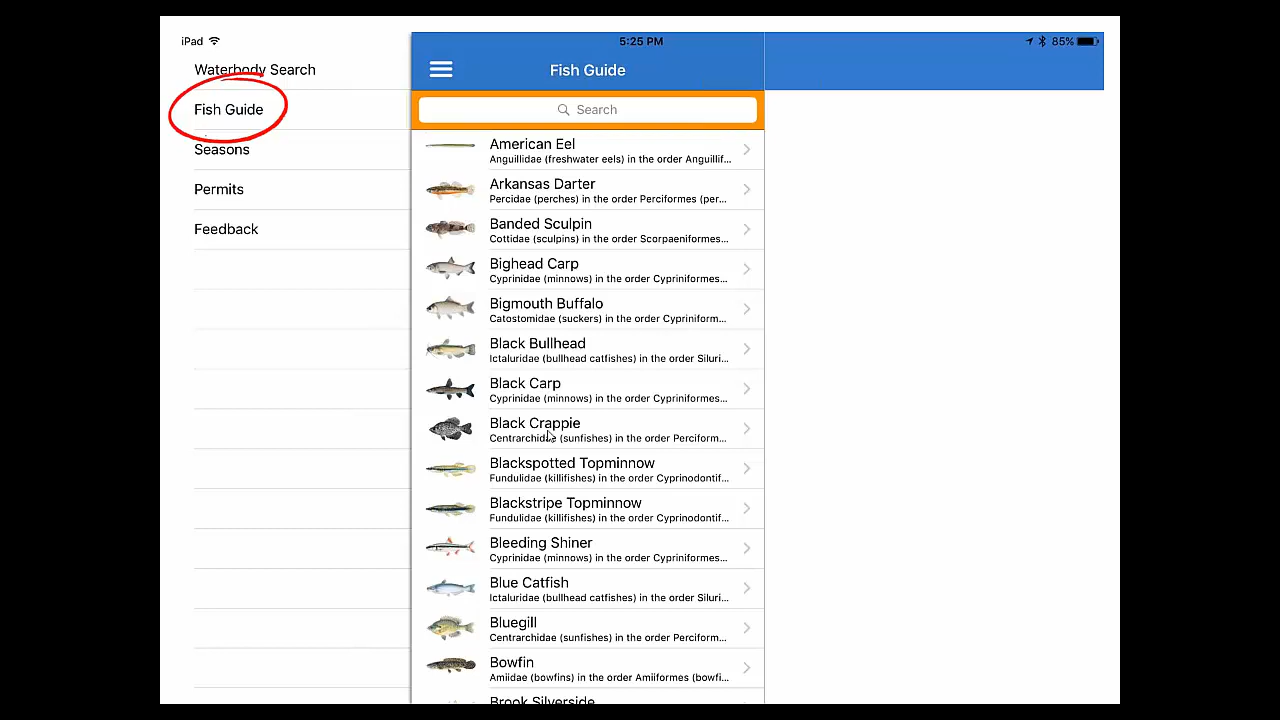 iPad
5:25 PM
85%
Waterbody Search
Fish Guide
Seasons
Permits
Feedback
Fish Guide
Search
American Eel
Anguillidae (freshwater eels) in the order Anguillif...
Arkansas Darter
Percidae (perches) in the order Perciformes (per...
Banded Sculpin
Cottidae (sculpins) in the order Scorpaeniformes...
Bighead Carp
Cyprinidae (minnows) in the order Cypriniformes...
Bigmouth Buffalo
Catostomidae (suckers) in the order Cypriniform...
Black Bullhead
Ictaluridae (bullhead catfishes) in the order Siluri...
Black Carp
Cyprinidae (minnows) in the order Cypriniformes...
Black Crappie
Centrarchidae (sunfishes) in the order Perciform...
Blackspotted Topminnow
Fundulidae (killifishes) in the order Cyprinodontif...
Blackstripe Topminnow
Fundulidae (killifishes) in the order Cyprinodontif...
Bleeding Shiner
Cyprinidae (minnows) in the order Cypriniformes...
Blue Catfish
Ictaluridae (bullhead catfishes) in the order Siluri...
Bluegill
Centrarchidae (sunfishes) in the order Perciform...
Bowfin
Amiidae (bowfins) in the order Amiiformes (bowfi...
Brook Silverside